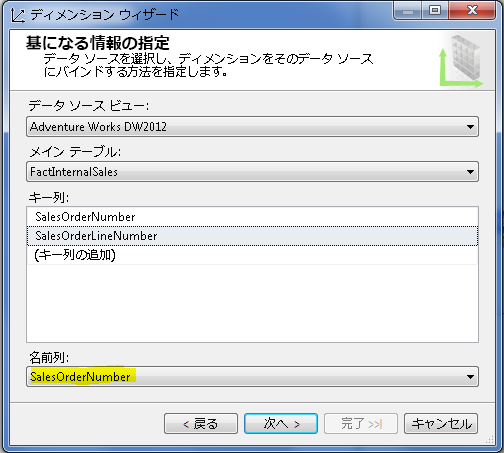 ディメンション ウィザード
基になる情報の指定
データ ソースを選択し、ディメンションをそのデータ ソース
にバインドする方法を指定します。
データ ソース ビュー:
Adventure Works DW2012
メイン テーブル:
FactInternalSales
キー列:
SalesOrderNumber
SalesOrderLineNumber
(キー列の追加)
名前列:
SalesOrderNumber
< 戻る
次へ >
完了 >>|
キャンセル